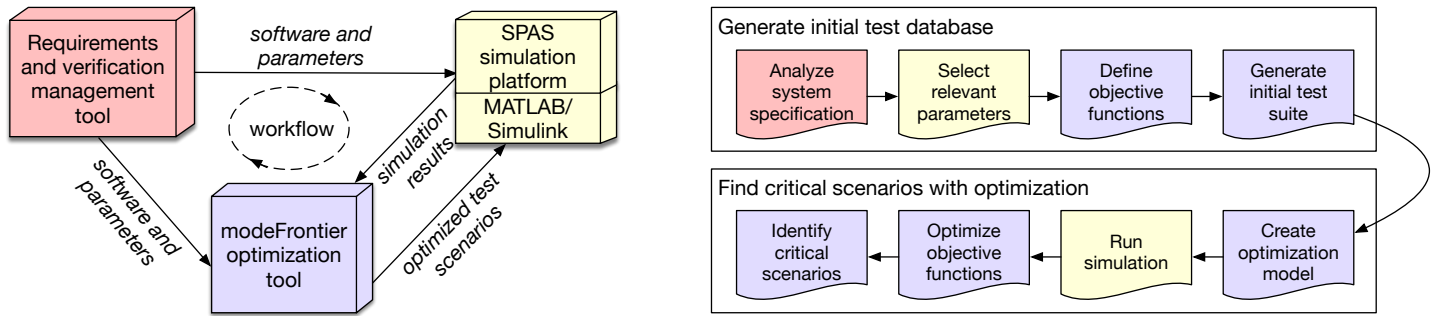 Requirements
and verification
management
tool
software and
parameters
SPAS
simulation
platform
MATLAB/
Simulink
workflow
simulation
results
software and
parameters
modeFrontier
optimization
tool
optimized test
scenarios
Generate initial test database
Analyze
system
specification
Select
relevant
parameters
Define
objective
functions
Generate
initial test
suite
Find critical scenarios with optimization
Identify
critical
scenarios
Optimize
objective
functions
Run
simulation
Create
optimization
model